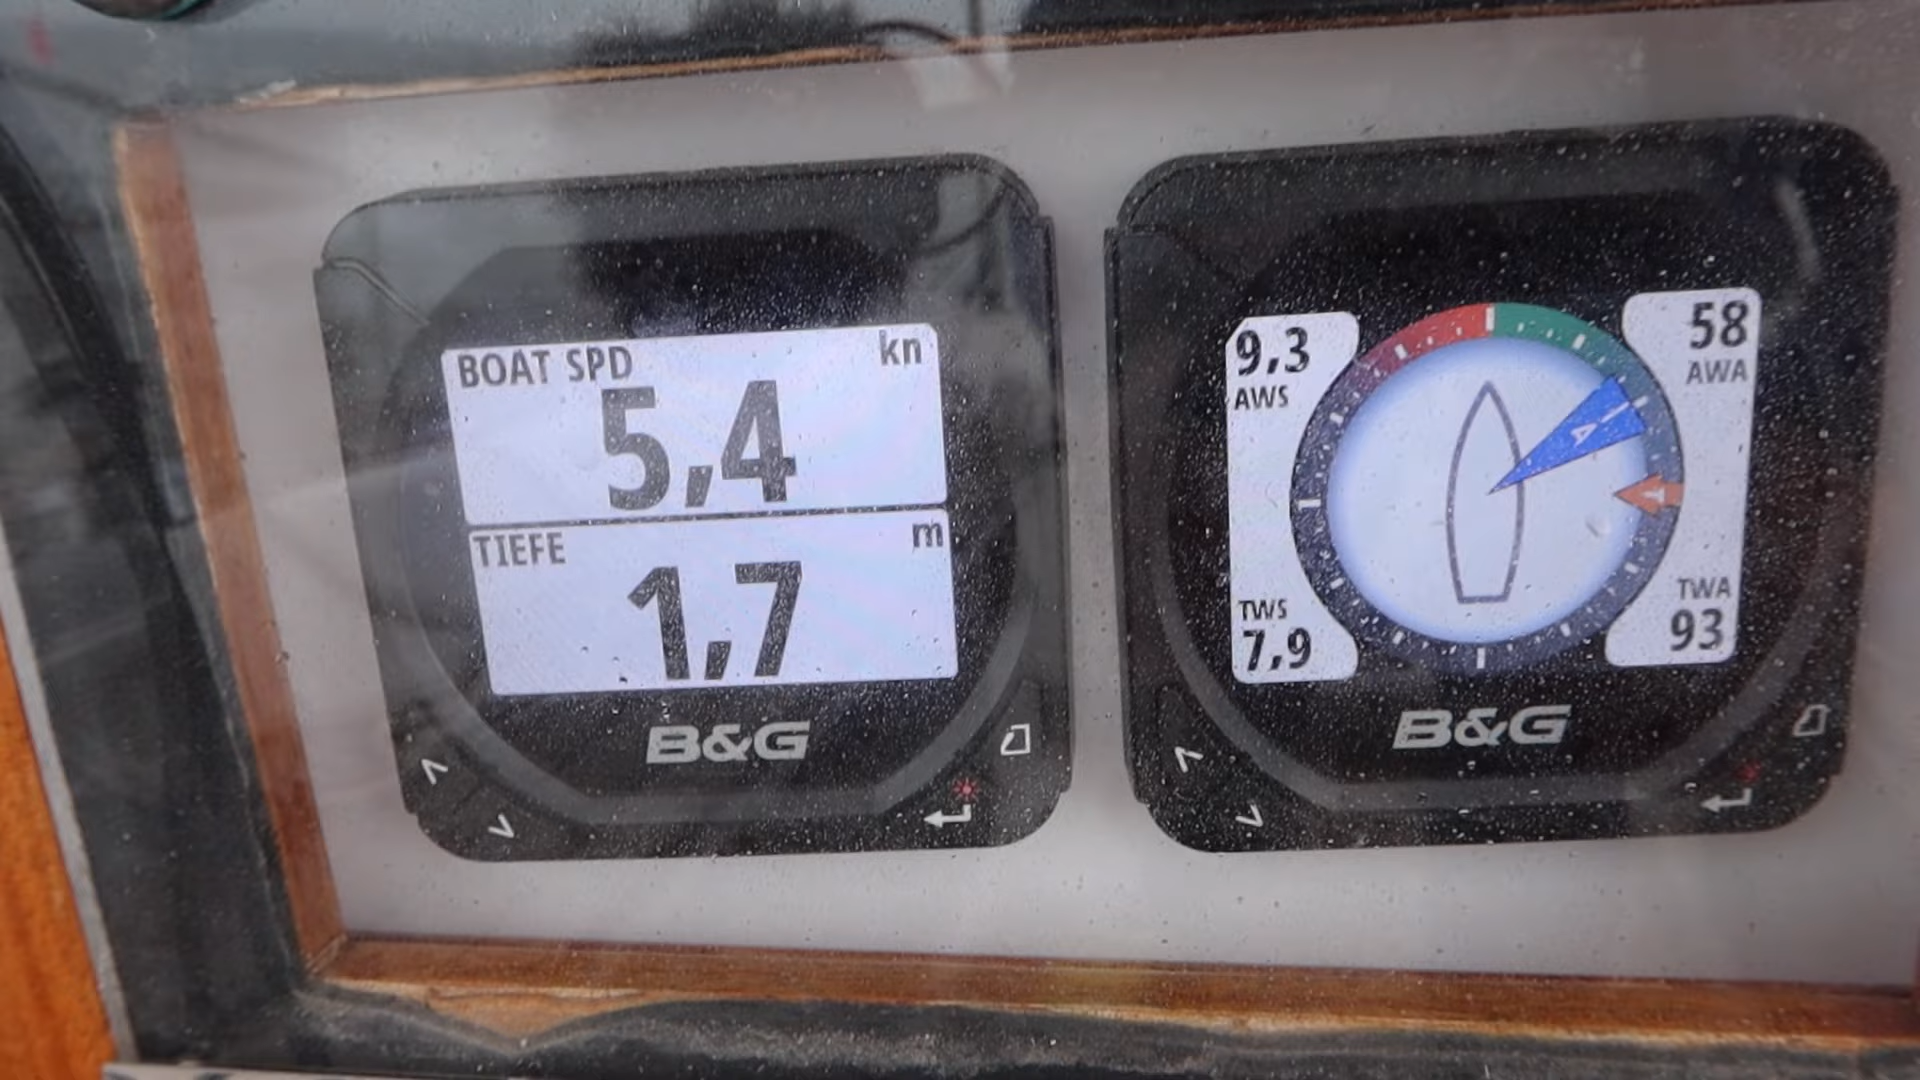 BOAT SPD kn
5,4
TIEFE m
1,7
B&G
9,3
AWS
58
AWA
A
T
TWS
7,9
TWA
93
B&G